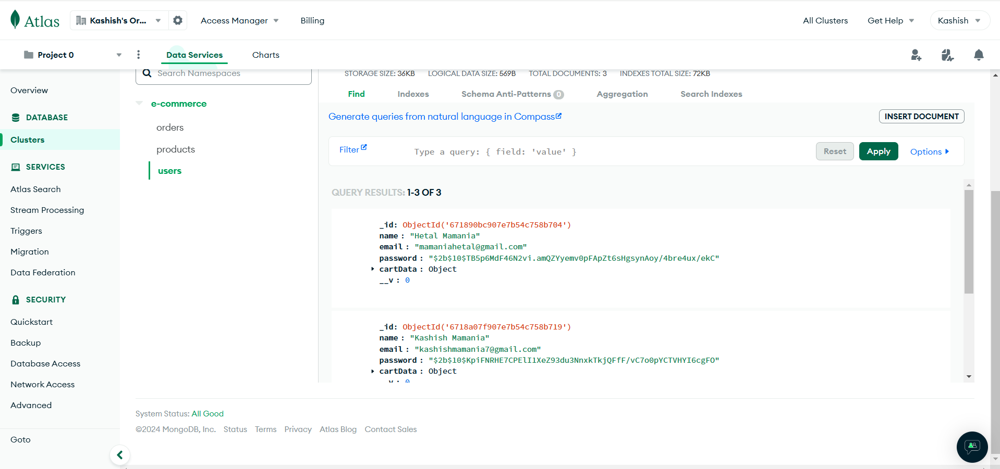 Atlas
Kashish's Or...
Access Manager
Billing
All Clusters
Get Help
Kashish
Project 0
Data Services
Charts
Overview
DATABASE
Clusters
SERVICES
Atlas Search
Stream Processing
Triggers
Migration
Data Federation
SECURITY
Quickstart
Backup
Database Access
Network Access
Advanced
Goto
Search Namespaces
e-commerce
orders
products
users
STORAGE SIZE: 36KB LOGICAL DATA SIZE: 569B TOTAL DOCUMENTS: 3 INDEXES TOTAL SIZE: 72KB
Find Indexes Schema Anti-Patterns 0 Aggregation Search Indexes
Generate queries from natural language in Compass
INSERT DOCUMENT
Filter
Type a query: { field: 'value' }
Reset
Apply
Options
QUERY RESULTS: 1-3 OF 3
_id: ObjectId('671890bc907e7b54c758b704')
name : "Hetal Mamania"
email : "mamaniahetal@gmail.com"
password : "$2b$10$TB5p6MdF46N2vi.amQZYyemv0pFApZt6sHgsynAoy/4bre4ux/ekC"
cartData : Object
__v : 0
_id: ObjectId('6718a07f907e7b54c758b719')
name : "Kashish Mamania"
email : "kashishmamania7@gmail.com"
password : "$2b$10$KpiFNRHE7CPElI1XeZ93du3NnxkTkjQFfF/vC7o0pYCTVHYI6cgFO"
cartData : Object
__v : 0
System Status: All Good
©2024 MongoDB, Inc. Status Terms Privacy Atlas Blog Contact Sales